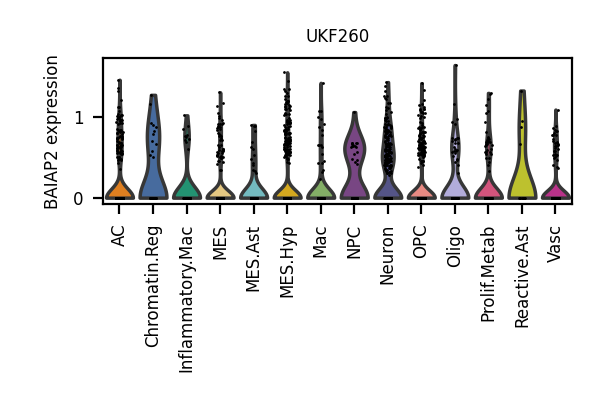 UKF260
BAIAP2 expression
1
0
AC
Chromatin.Reg
Inflammatory.Mac
MES
MES.Ast
MES.Hyp
Mac
NPC
Neuron
OPC
Oligo
Prolif.Metab
Reactive.Ast
Vasc